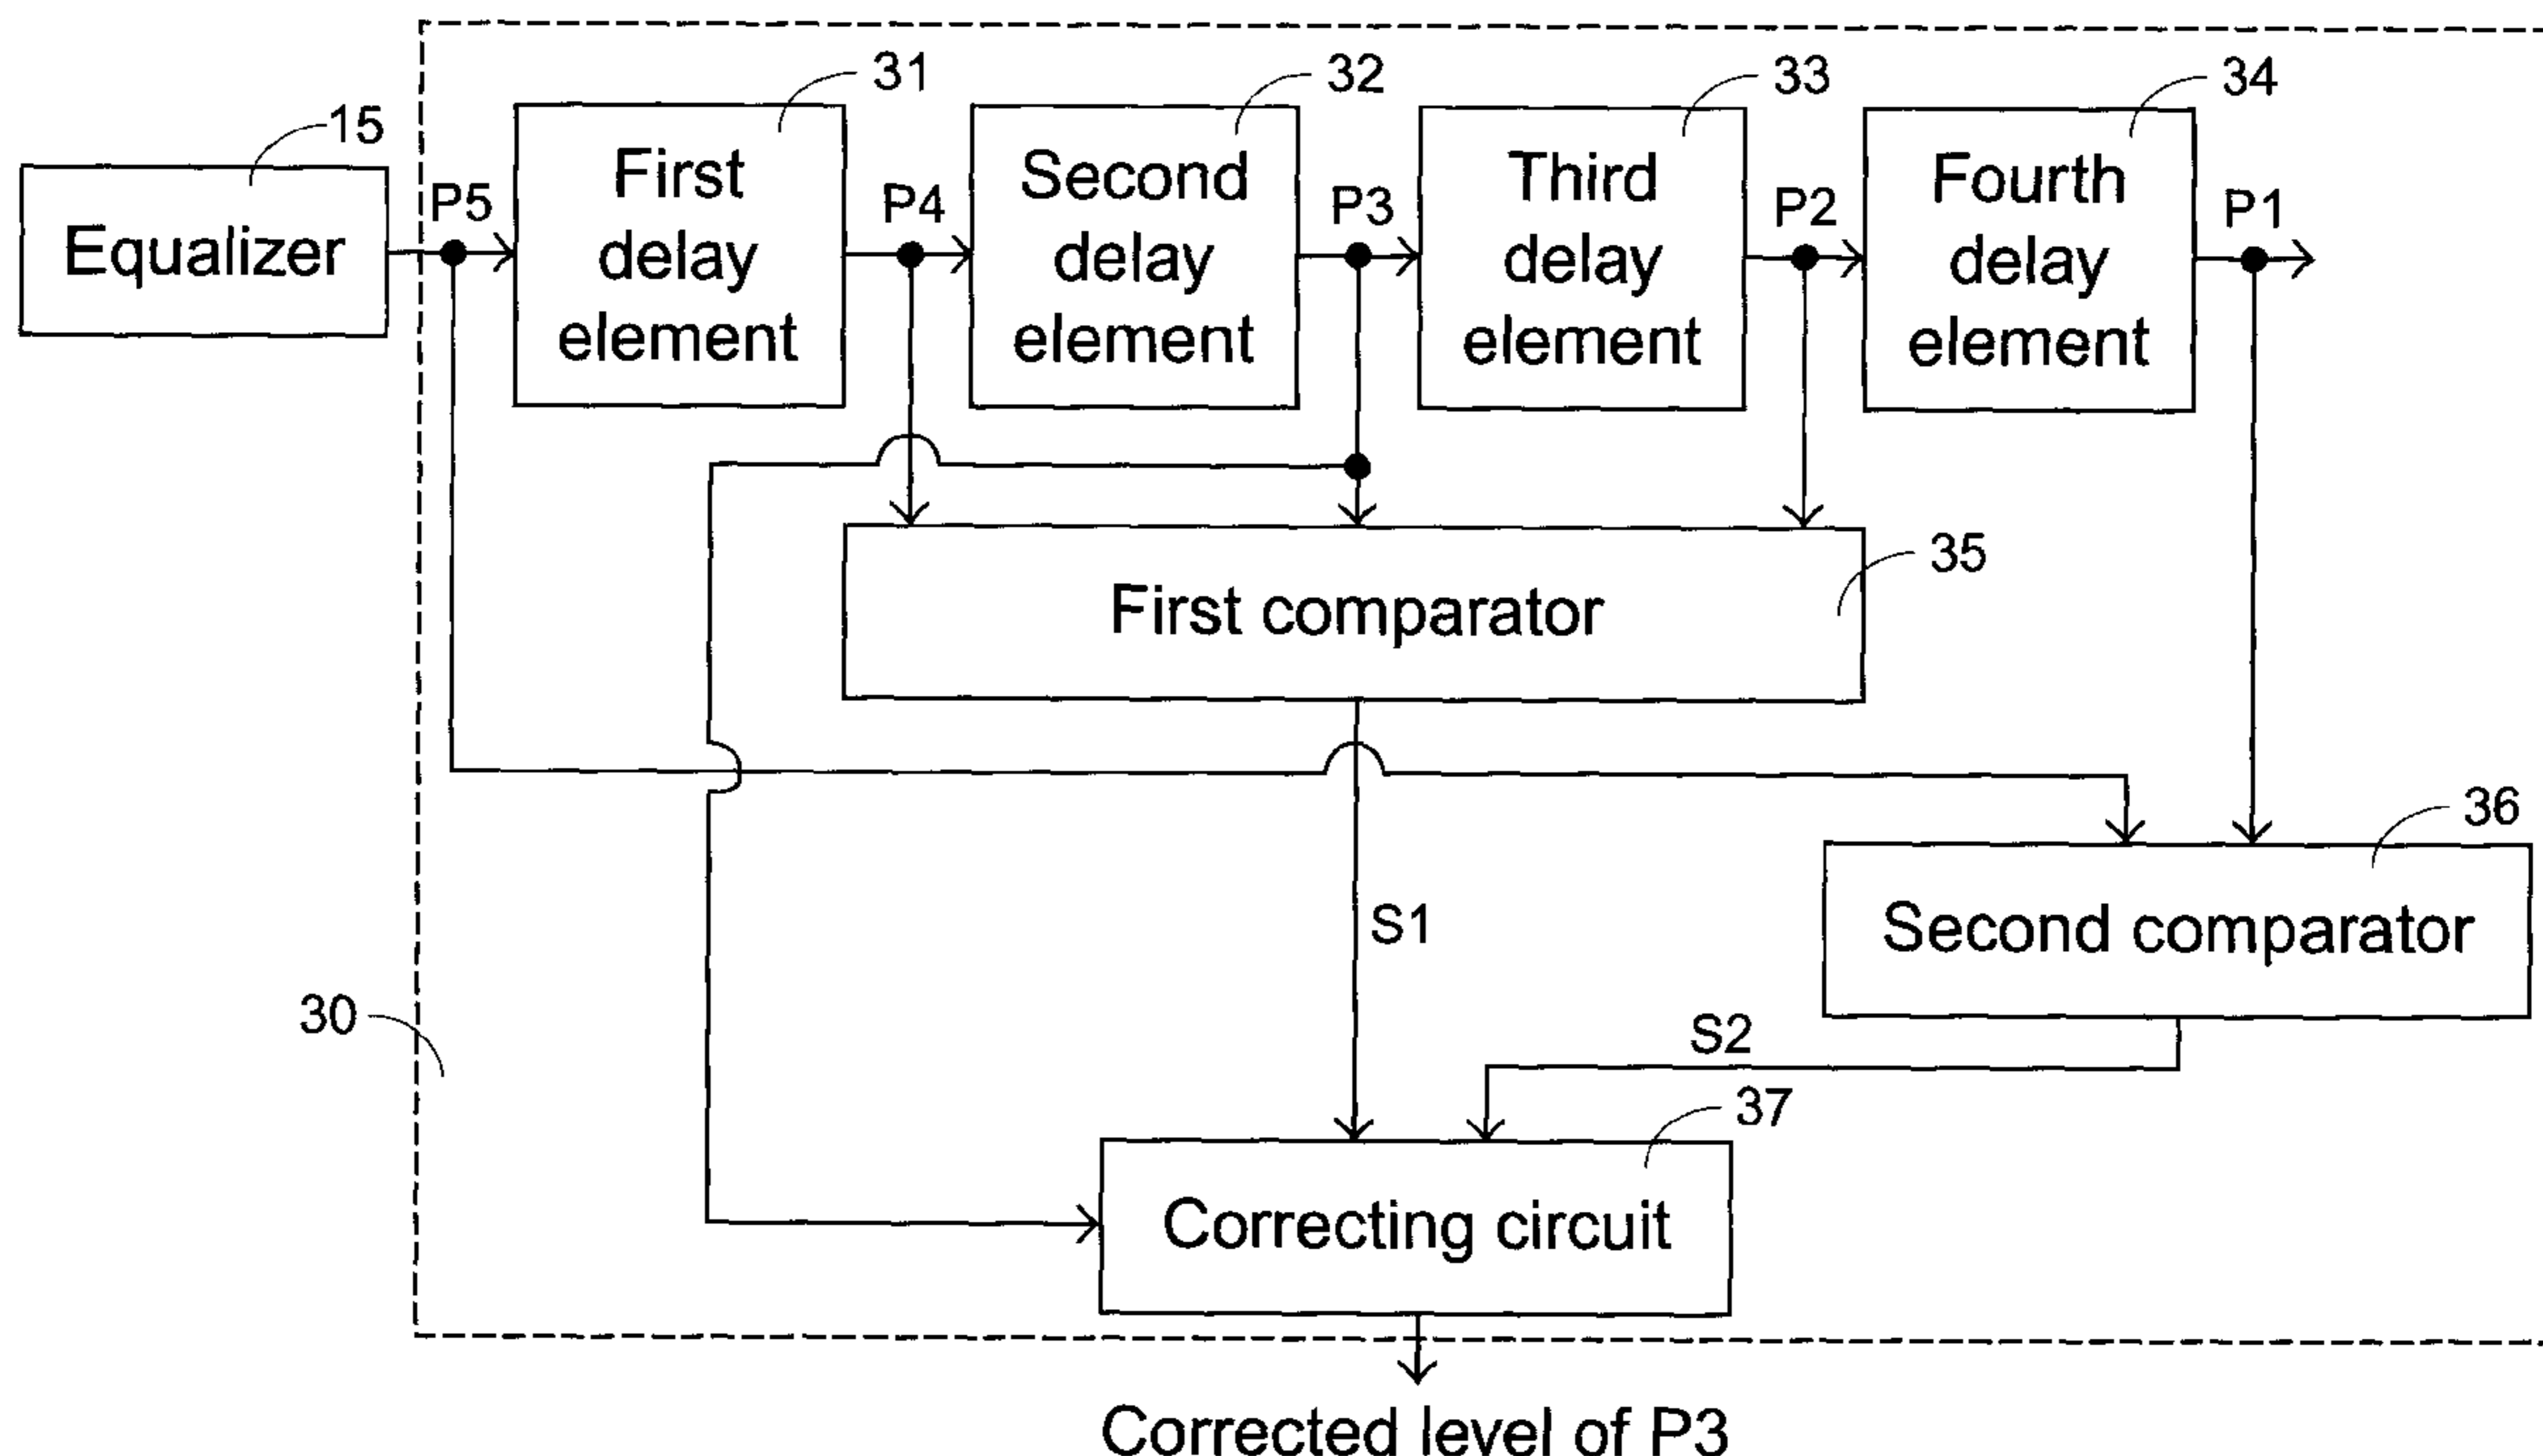 31
32
33
34
15
First
delay
element
Second
delay
element
Third
delay
element
Fourth
delay
element
P5
P4
P3
P2
P1
Equalizer
35
First comparator
36
Second comparator
S1
30
S2
37
Correcting circuit
Corrected level of P3